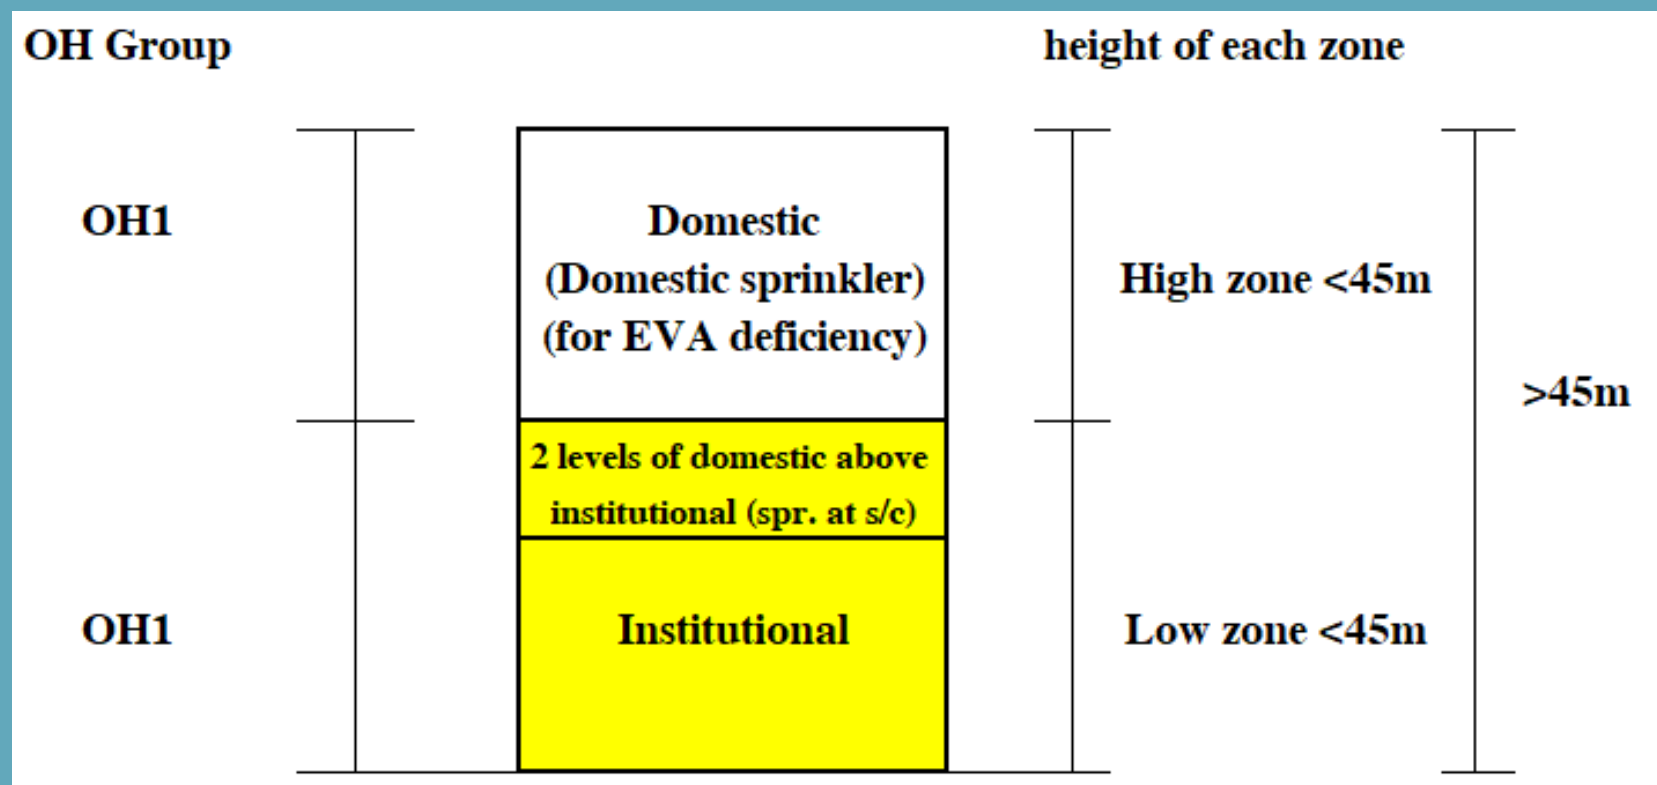 OH Group
height of each zone
OH1
Domestic
(Domestic sprinkler)
(for EVA deficiency)
High zone <45m
>45m
2 levels of domestic above
institutional (spr. at s/c)
OH1
Institutional
Low zone <45m